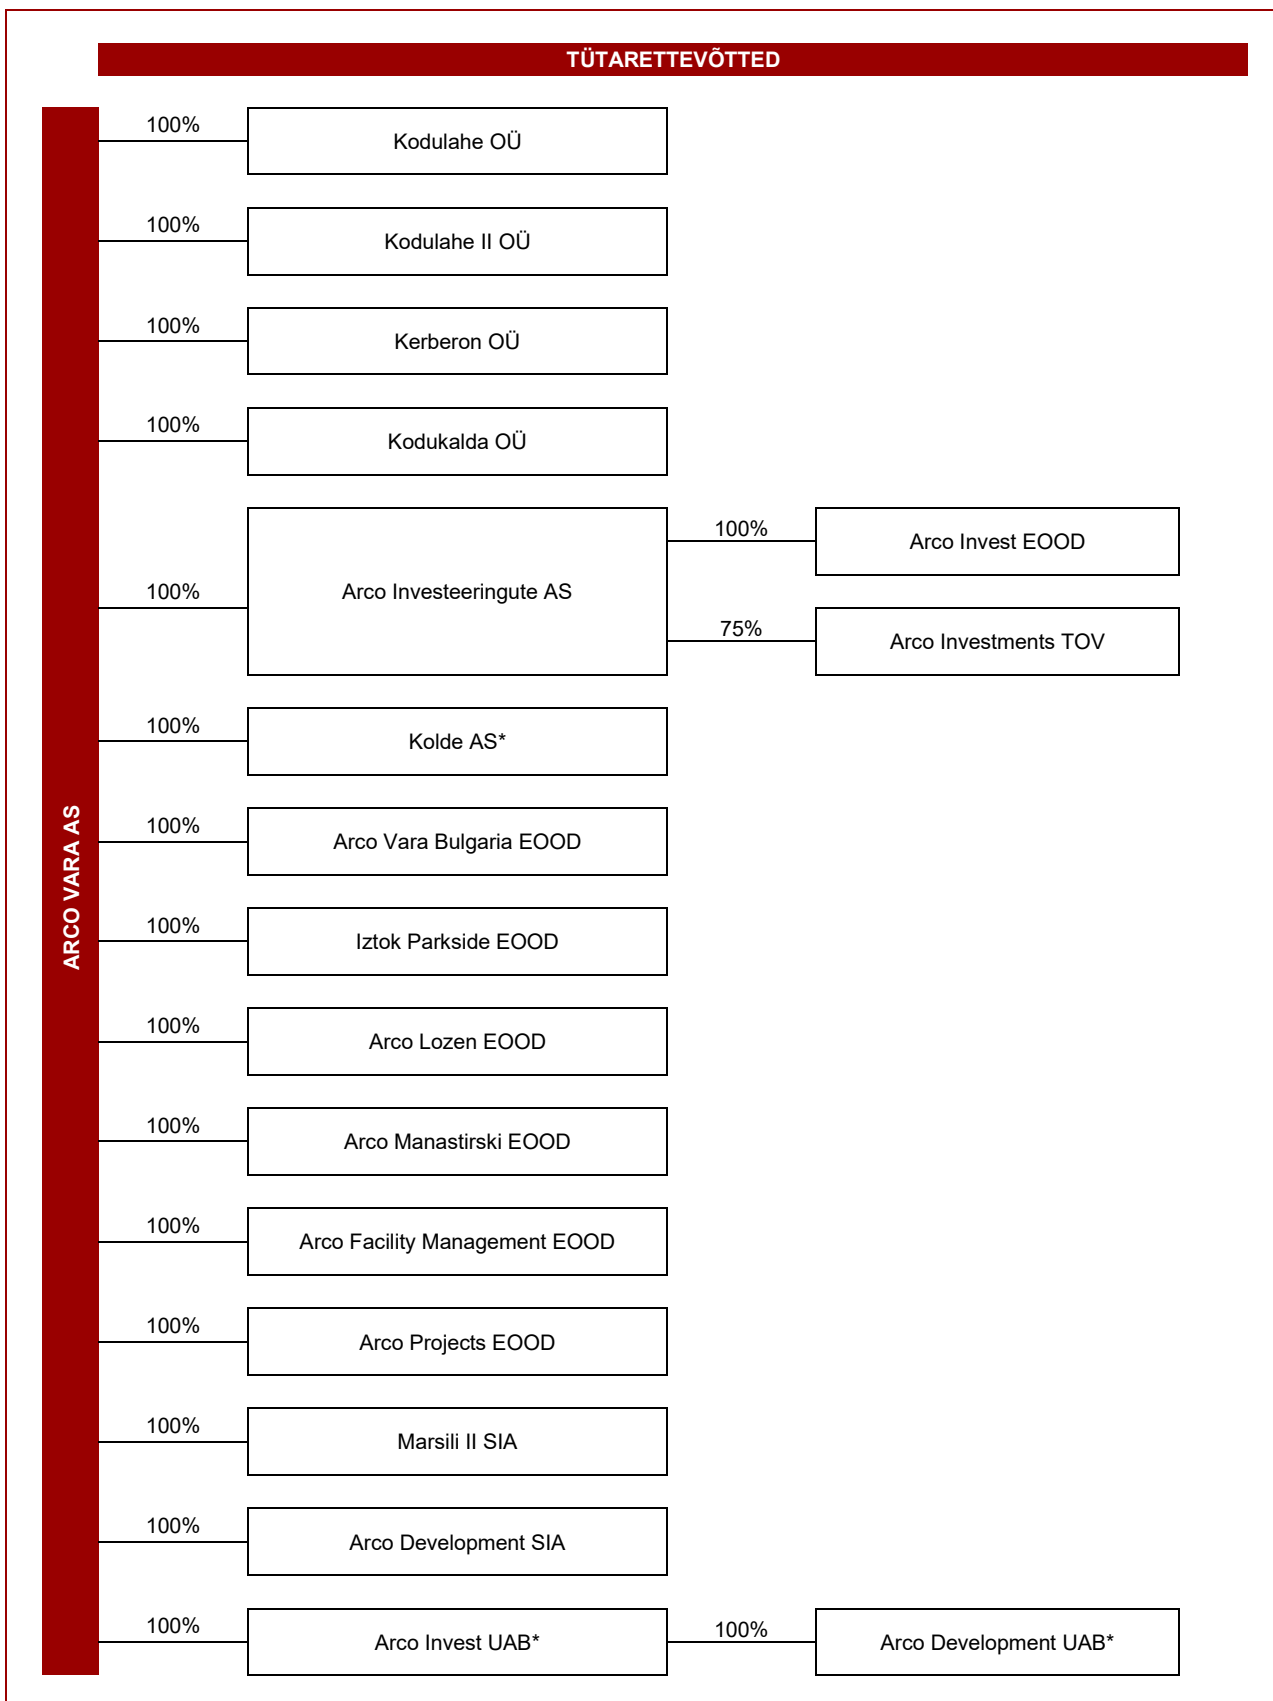 TÜTARETTEVÕTTED
ARCO VARA AS
100%
Kodulahe OÜ
100%
Kodulahe II OÜ
100%
Kerberon OÜ
100%
Kodukalda OÜ
100%
Arco Investeeringute AS
100%
Arco Invest EOOD
75%
Arco Investments TOV
100%
Kolde AS*
100%
Arco Vara Bulgaria EOOD
100%
Iztok Parkside EOOD
100%
Arco Lozen EOOD
100%
Arco Manastirski EOOD
100%
Arco Facility Management EOOD
100%
Arco Projects EOOD
100%
Marsili II SIA
100%
Arco Development SIA
100%
Arco Invest UAB*
100%
Arco Development UAB*